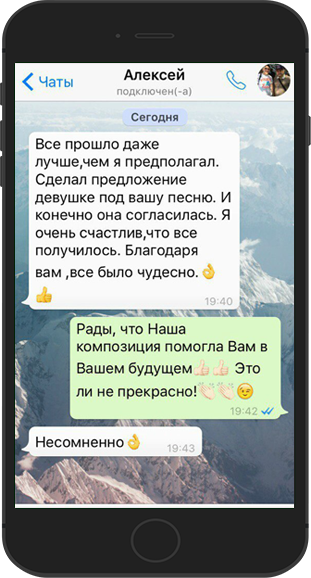 Чаты
Алексей
подключен(-а)
Сегодня
Все прошло даже
лучше,чем я предполагал.
Сделал предложение
девушке под вашу песню. И
конечно она согласилась. Я
очень счастлив,что все
получилось. Благодаря
вам ,все было чудесно.👌
👍
19:40
Рады, что Наша
композиция помогла Вам в
Вашем будущем👍🏻👍🏻 Это
ли не прекрасно!👏🏻👏🏻😉
19:42
Несомненно👌
19:43